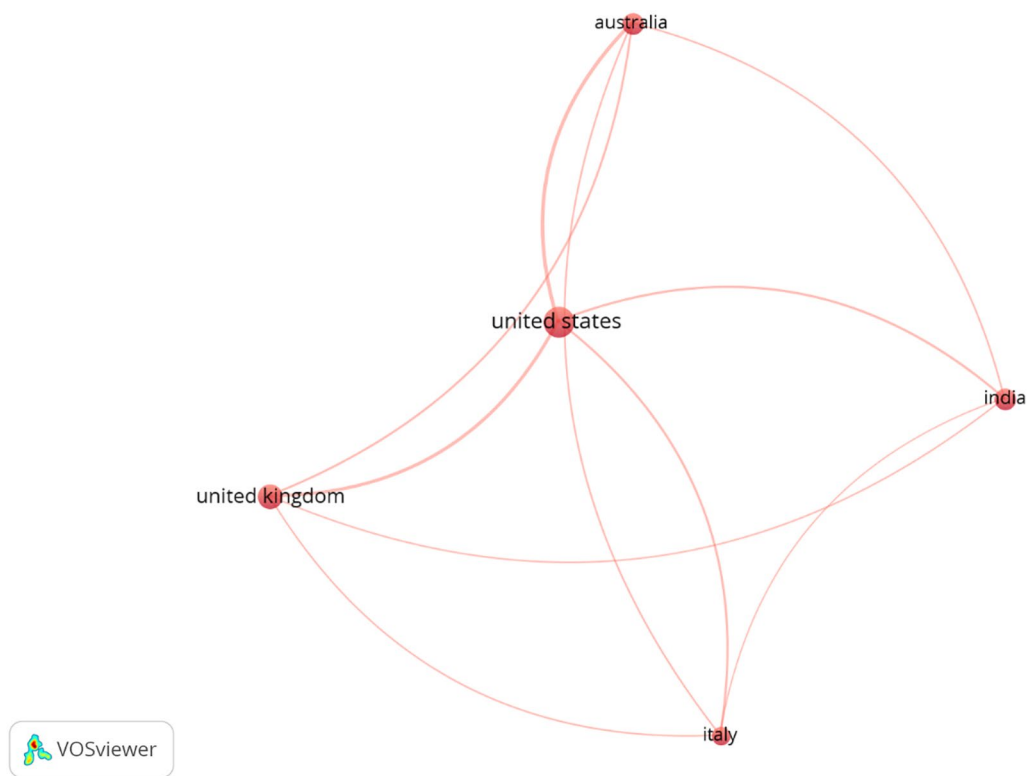 australia
united states
india
united kingdom
italy
VOSviewer